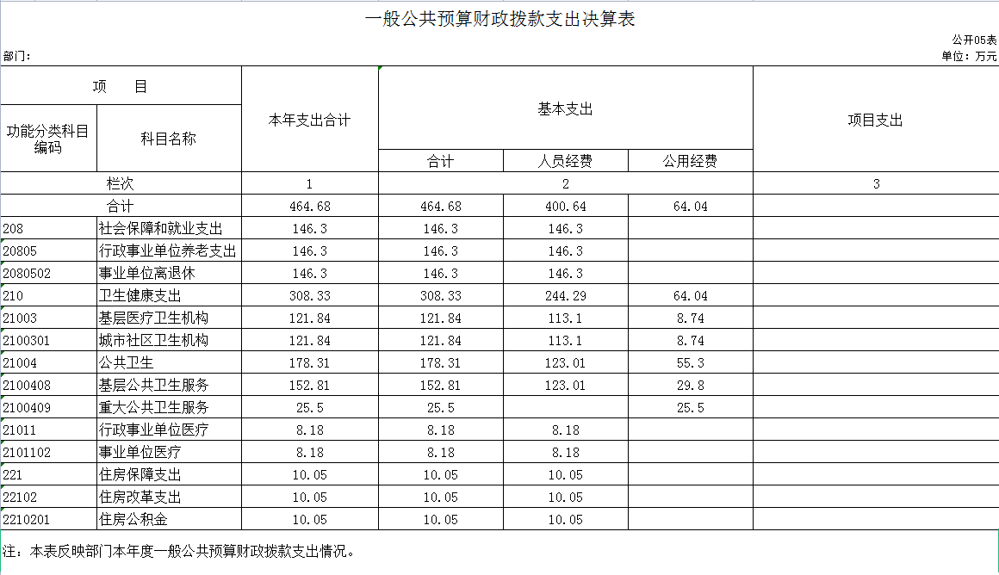 一般公共预算财政拨款支出决算表
公开05表
部门： 单位：万元
项 目 本年支出合计 基本支出 项目支出
功能分类科目编码 科目名称 合计 人员经费 公用经费
栏次 1 2 3
合计 464.68 464.68 400.64 64.04
208 社会保障和就业支出 146.3 146.3 146.3
20805 行政事业单位养老支出 146.3 146.3 146.3
2080502 事业单位离退休 146.3 146.3 146.3
210 卫生健康支出 308.33 308.33 244.29 64.04
21003 基层医疗卫生机构 121.84 121.84 113.1 8.74
2100301 城市社区卫生机构 121.84 121.84 113.1 8.74
21004 公共卫生 178.31 178.31 123.01 55.3
2100408 基层公共卫生服务 152.81 152.81 123.01 29.8
2100409 重大公共卫生服务 25.5 25.5 25.5
21011 行政事业单位医疗 8.18 8.18 8.18
2101102 事业单位医疗 8.18 8.18 8.18
221 住房保障支出 10.05 10.05 10.05
22102 住房改革支出 10.05 10.05 10.05
2210201 住房公积金 10.05 10.05 10.05
注：本表反映部门本年度一般公共预算财政拨款支出情况。